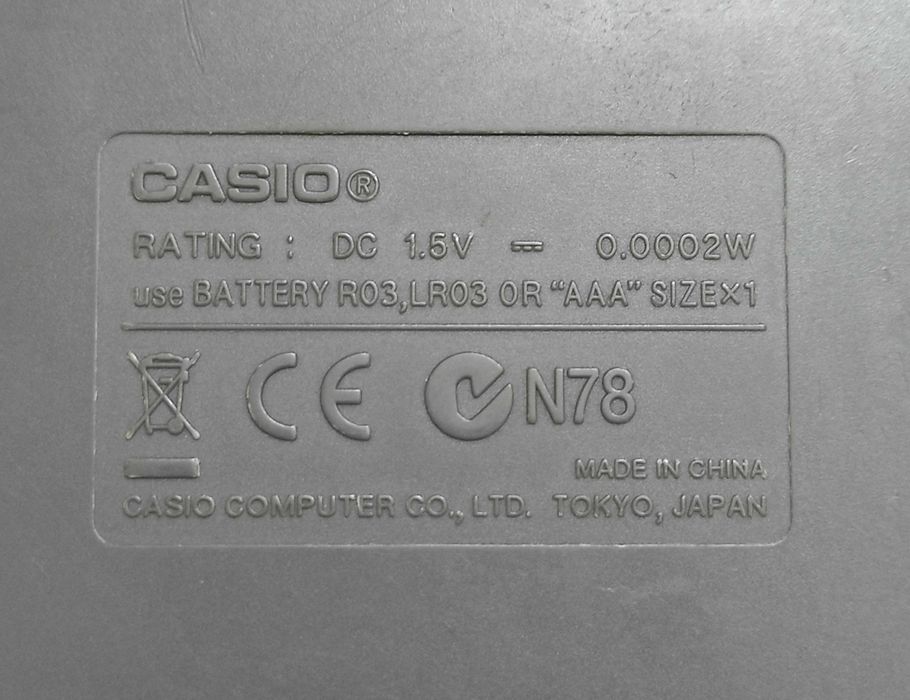 CASIO®
RATING : DC 1.5V ⎓ 0.0002W
use BATTERY R03,LR03 OR “AAA” SIZE×1
CE N78
MADE IN CHINA
CASIO COMPUTER CO., LTD. TOKYO, JAPAN